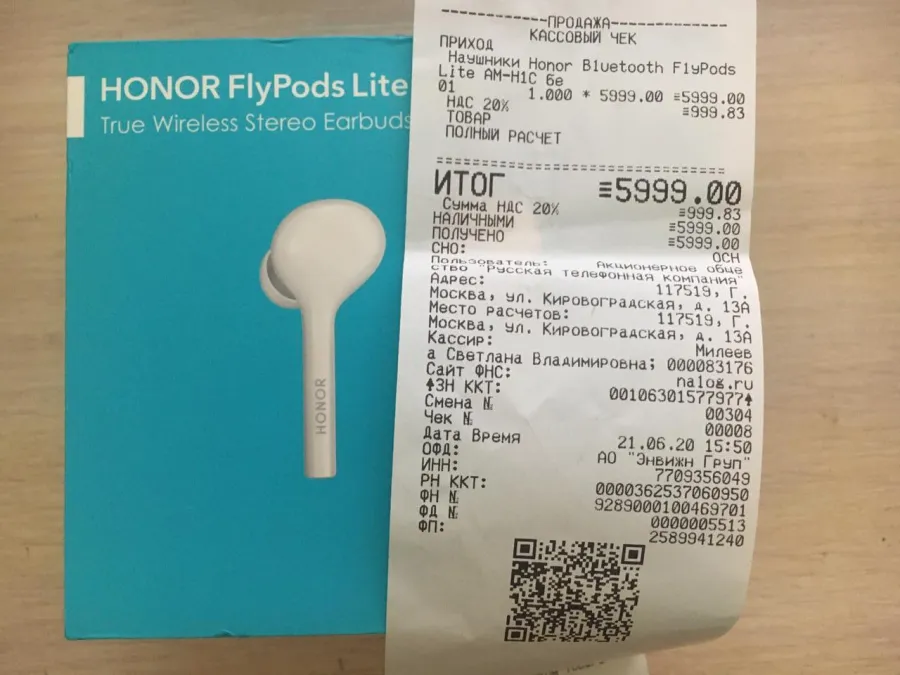 HONOR FlyPods Lite
True Wireless Stereo Earbuds
HONOR
------------ПРОДАЖА------------
КАССОВЫЙ ЧЕК
ПРИХОД
Наушники Honor Bluetooth FlyPods
Lite AM-H1C бе
01 1.000 * 5999.00 ≡5999.00
НДС 20% ≡999.83
ТОВАР
ПОЛНЫЙ РАСЧЕТ
================================
ИТОГ ≡5999.00
Сумма НДС 20% ≡999.83
НАЛИЧНЫМИ ≡5999.00
ПОЛУЧЕНО ≡5999.00
СНО: ОСН
Пользователь: Акционерное обще
ство "Русская телефонная компания"
Адрес: 117519, Г.
Москва, ул. Кировоградская, д. 13А
Место расчетов: 117519, Г.
Москва, ул. Кировоградская, д. 13А
Кассир: Милеев
а Светлана Владимировна; 000083176
Сайт ФНС: nalog.ru
↑ЗН ККТ: 00106301577977↑
Смена № 00304
Чек № 00008
Дата Время 21.06.20 15:50
ОФД: АО "Энвижн Груп"
ИНН: 7709356049
РН ККТ: 0000362537060950
ФН № 9289000100469701
ФД № 0000005513
ФП: 2589941240